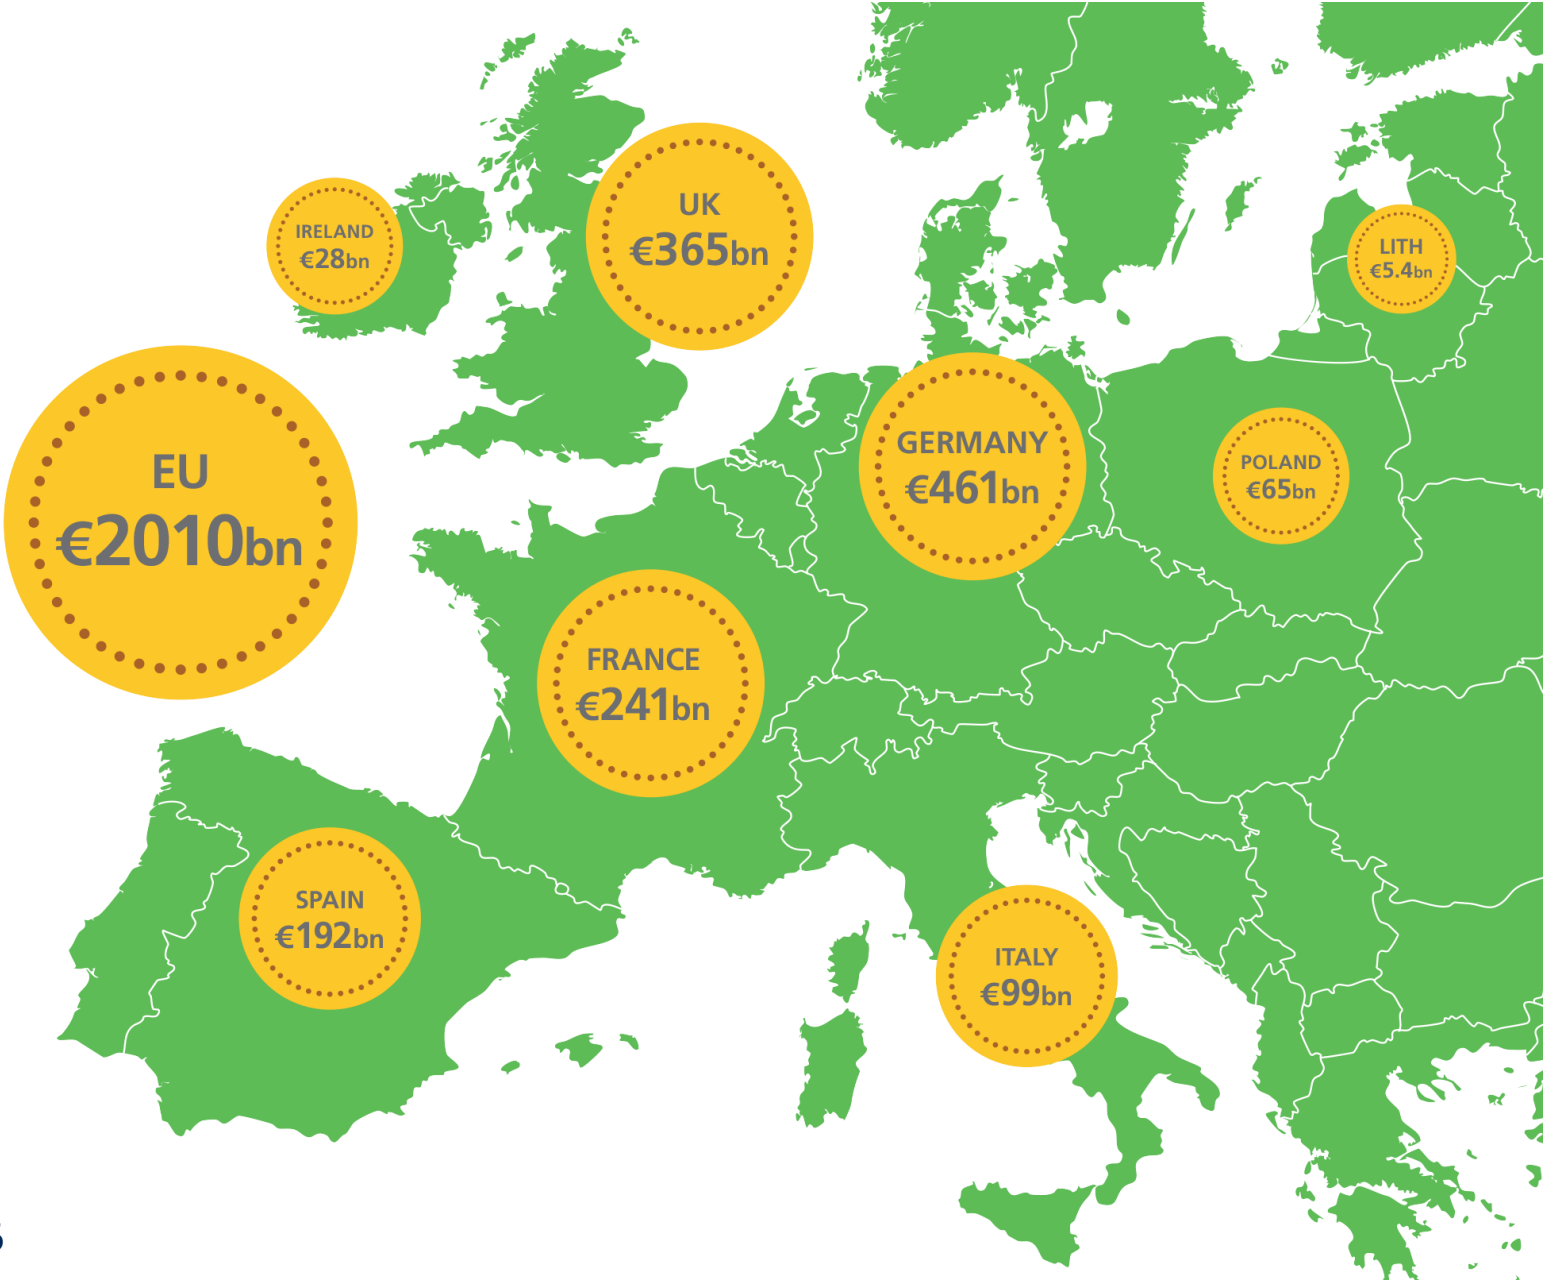 UK
€365bn
IRELAND
€28bn
LITH
€5.4bn
EU
€2010bn
GERMANY
€461bn
POLAND
€65bn
FRANCE
€241bn
SPAIN
€192bn
ITALY
€99bn